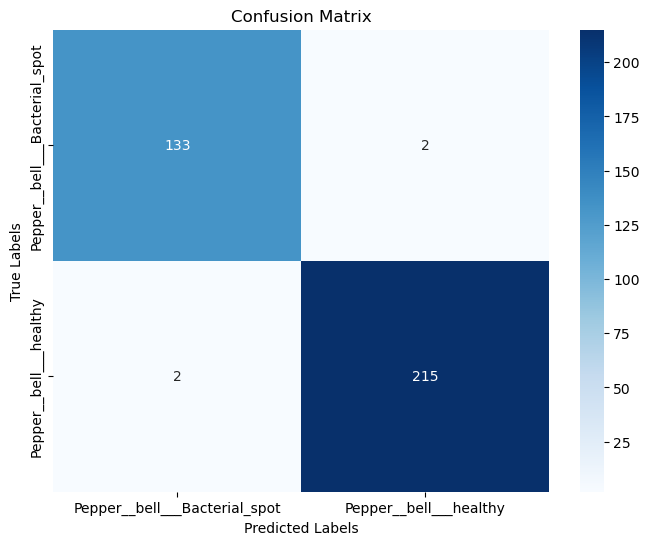 Confusion Matrix
True Labels
Pepper__bell___Bacterial_spot
Pepper__bell___healthy
133
2
2
215
Pepper__bell___Bacterial_spot
Pepper__bell___healthy
Predicted Labels
200
175
150
125
100
75
50
25